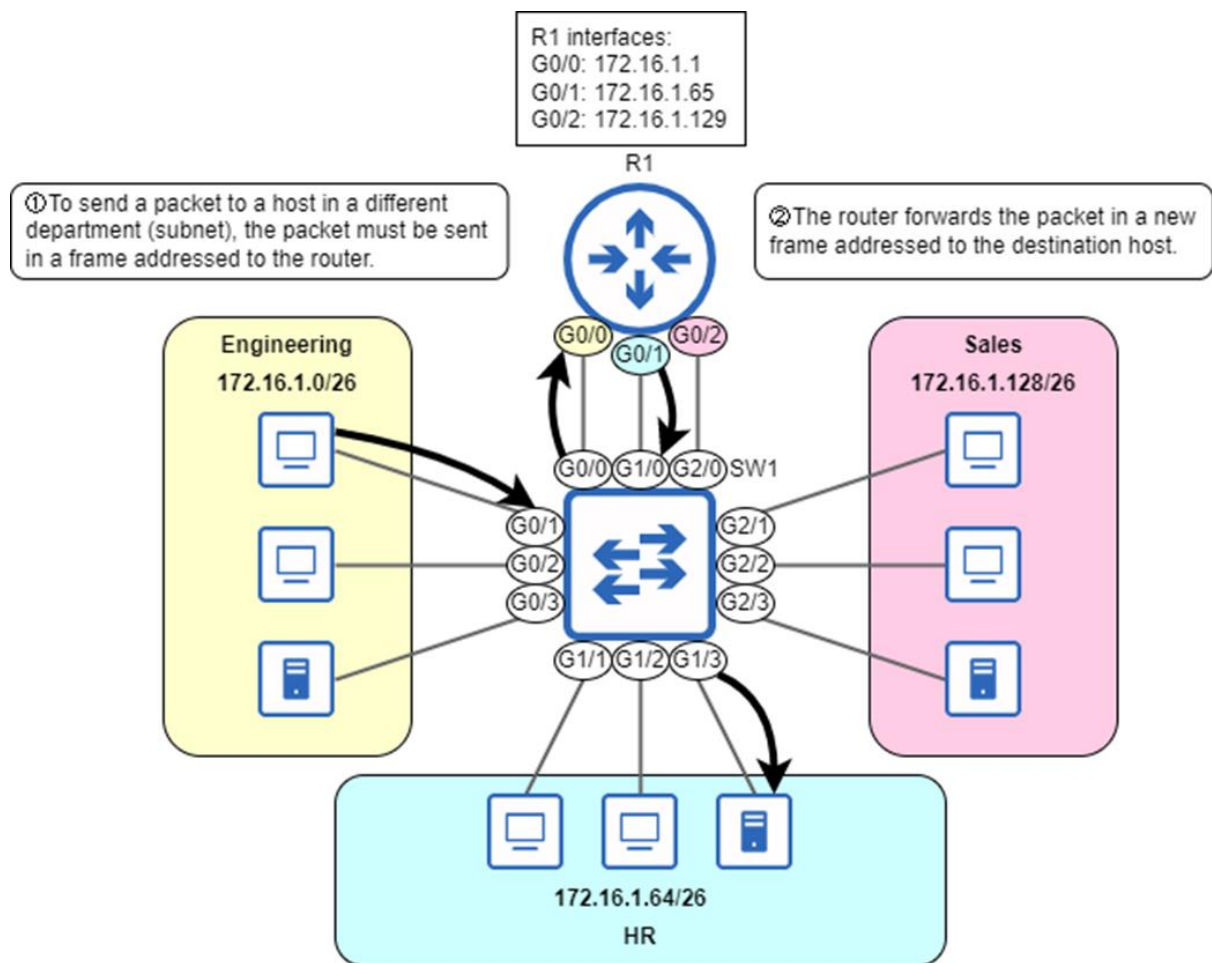 R1 interfaces:
G0/0: 172.16.1.1
G0/1: 172.16.1.65
G0/2: 172.16.1.129
R1
①To send a packet to a host in a different
department (subnet), the packet must be sent
in a frame addressed to the router.
②The router forwards the packet in a new
frame addressed to the destination host.
G0/0
G0/1
G0/2
Engineering
172.16.1.0/26
Sales
172.16.1.128/26
G0/0
G1/0
G2/0
SW1
G0/1
G0/2
G0/3
G2/1
G2/2
G2/3
G1/1
G1/2
G1/3
172.16.1.64/26
HR